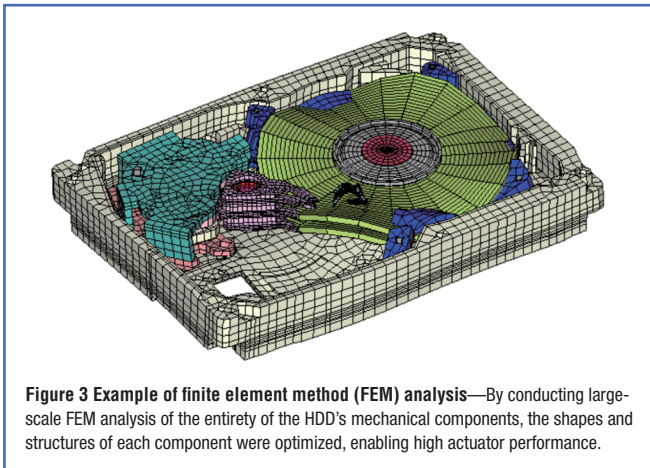 Figure 3 Example of finite element method (FEM) analysis—By conducting large-
scale FEM analysis of the entirety of the HDD's mechanical components, the shapes and
structures of each component were optimized, enabling high actuator performance.